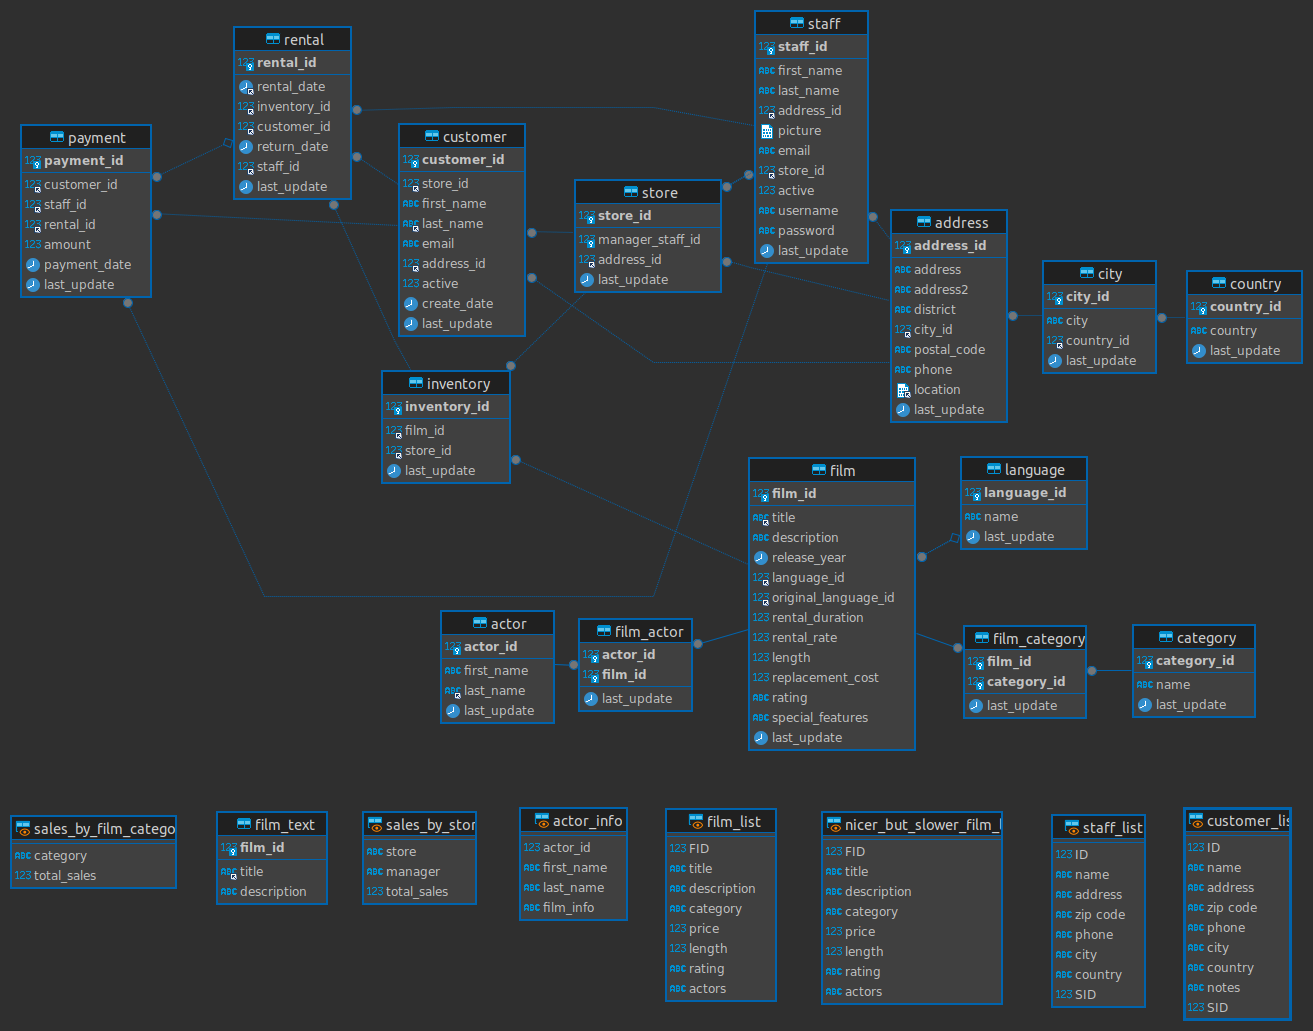 rental
rental_id
rental_date
inventory_id
customer_id
return_date
staff_id
last_update
staff
staff_id
first_name
last_name
address_id
picture
email
store_id
active
username
password
last_update
payment
payment_id
customer_id
staff_id
rental_id
amount
payment_date
last_update
customer
customer_id
store_id
first_name
last_name
email
address_id
active
create_date
last_update
store
store_id
manager_staff_id
address_id
last_update
address
address_id
address
address2
district
city_id
postal_code
phone
location
last_update
city
city_id
city
country_id
last_update
country
country_id
country
last_update
inventory
inventory_id
film_id
store_id
last_update
film
film_id
title
description
release_year
language_id
original_language_id
rental_duration
rental_rate
length
replacement_cost
rating
special_features
last_update
language
language_id
name
last_update
actor
actor_id
first_name
last_name
last_update
film_actor
actor_id
film_id
last_update
film_category
film_id
category_id
last_update
category
category_id
name
last_update
sales_by_film_catego
category
total_sales
film_text
film_id
title
description
sales_by_stor
store
manager
total_sales
actor_info
actor_id
first_name
last_name
film_info
film_list
FID
title
description
category
price
length
rating
actors
nicer_but_slower_film_l
FID
title
description
category
price
length
rating
actors
staff_list
ID
name
address
zip code
phone
city
country
SID
customer_lis
ID
name
address
zip code
phone
city
country
notes
SID